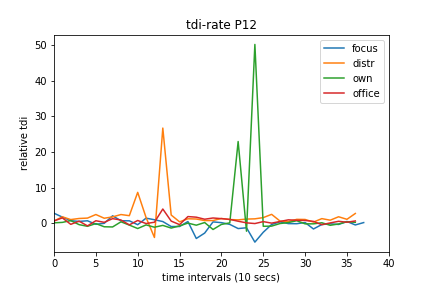 tdi-rate P12
relative tdi
50
40
30
20
10
0
focus
distr
own
office
0 5 10 15 20 25 30 35 40
time intervals (10 secs)